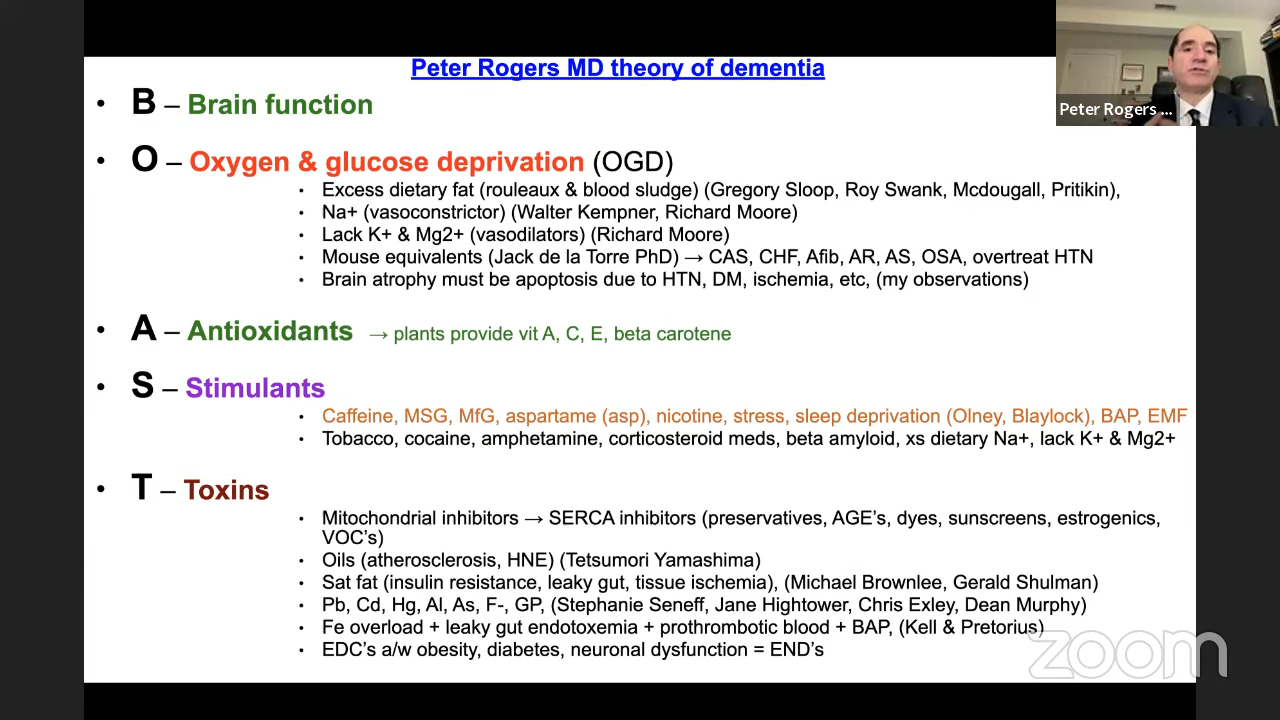 Peter Rogers MD theory of dementia
• B – Brain function
• O – Oxygen & glucose deprivation (OGD)
• Excess dietary fat (rouleaux & blood sludge) (Gregory Sloop, Roy Swank, Mcdougall, Pritikin),
• Na+ (vasoconstrictor) (Walter Kempner, Richard Moore)
• Lack K+ & Mg2+ (vasodilators) (Richard Moore)
• Mouse equivalents (Jack de la Torre PhD) → CAS, CHF, Afib, AR, AS, OSA, overtreat HTN
• Brain atrophy must be apoptosis due to HTN, DM, ischemia, etc, (my observations)
• A – Antioxidants → plants provide vit A, C, E, beta carotene
• S – Stimulants
• Caffeine, MSG, MfG, aspartame (asp), nicotine, stress, sleep deprivation (Olney, Blaylock), BAP, EMF
• Tobacco, cocaine, amphetamine, corticosteroid meds, beta amyloid, xs dietary Na+, lack K+ & Mg2+
• T – Toxins
• Mitochondrial inhibitors → SERCA inhibitors (preservatives, AGE's, dyes, sunscreens, estrogenics,
VOC's)
• Oils (atherosclerosis, HNE) (Tetsumori Yamashima)
• Sat fat (insulin resistance, leaky gut, tissue ischemia), (Michael Brownlee, Gerald Shulman)
• Pb, Cd, Hg, Al, As, F-, GP, (Stephanie Seneff, Jane Hightower, Chris Exley, Dean Murphy)
• Fe overload + leaky gut endotoxemia + prothrombotic blood + BAP, (Kell & Pretorius)
• EDC's a/w obesity, diabetes, neuronal dysfunction = END's
Peter Rogers ...
zoom